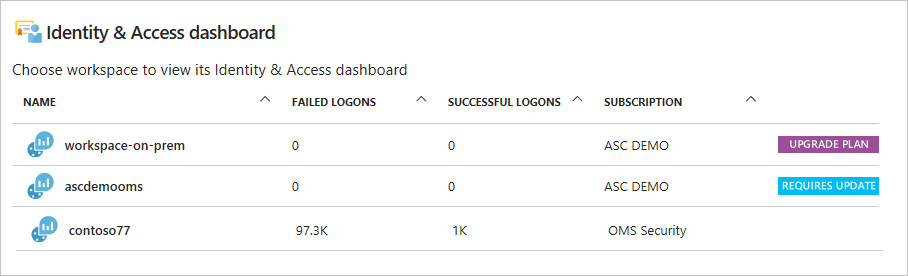 Identity & Access dashboard
Choose workspace to view its Identity & Access dashboard
NAME FAILED LOGONS SUCCESSFUL LOGONS SUBSCRIPTION
workspace-on-prem 0 0 ASC DEMO UPGRADE PLAN
ascdemooms 0 0 ASC DEMO REQUIRES UPDATE
contoso77 97.3K 1K OMS Security